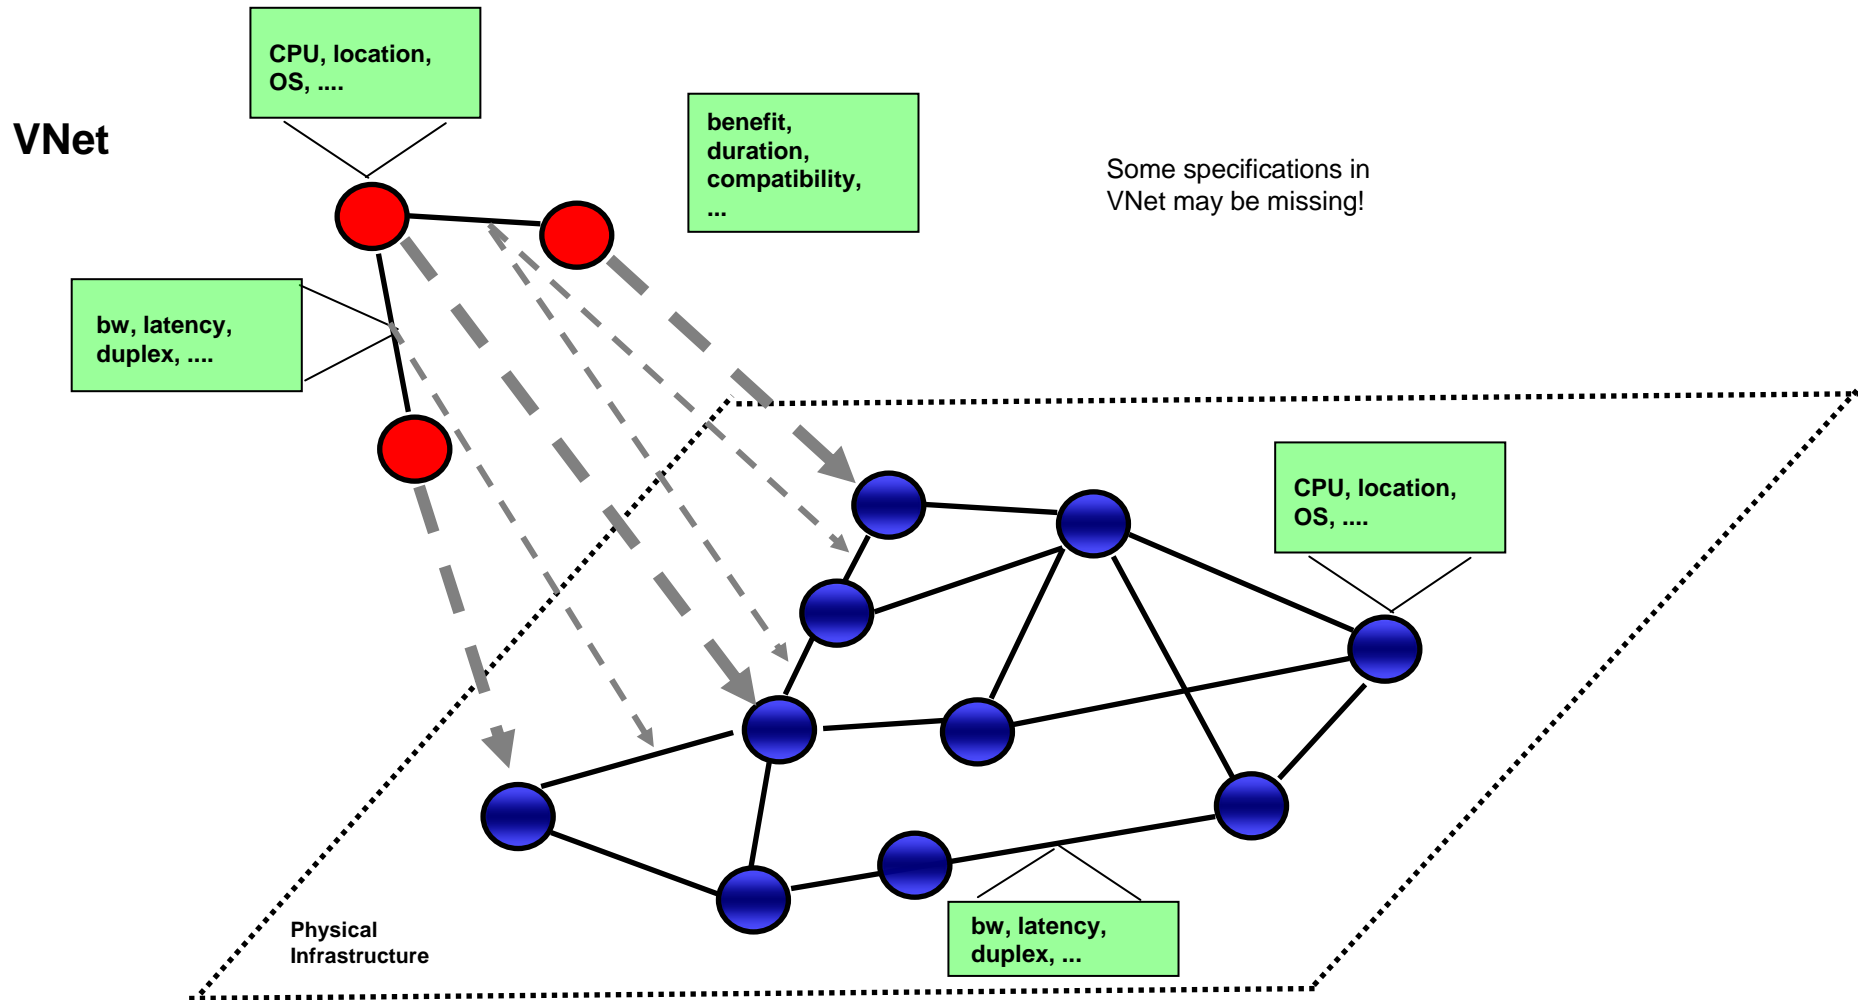 CPU, location,
OS, ....
VNet
benefit,
duration,
compatibility,
...
Some specifications in
VNet may be missing!
bw, latency,
duplex, ....
CPU, location,
OS, ....
Physical
Infrastructure
bw, latency,
duplex, ...